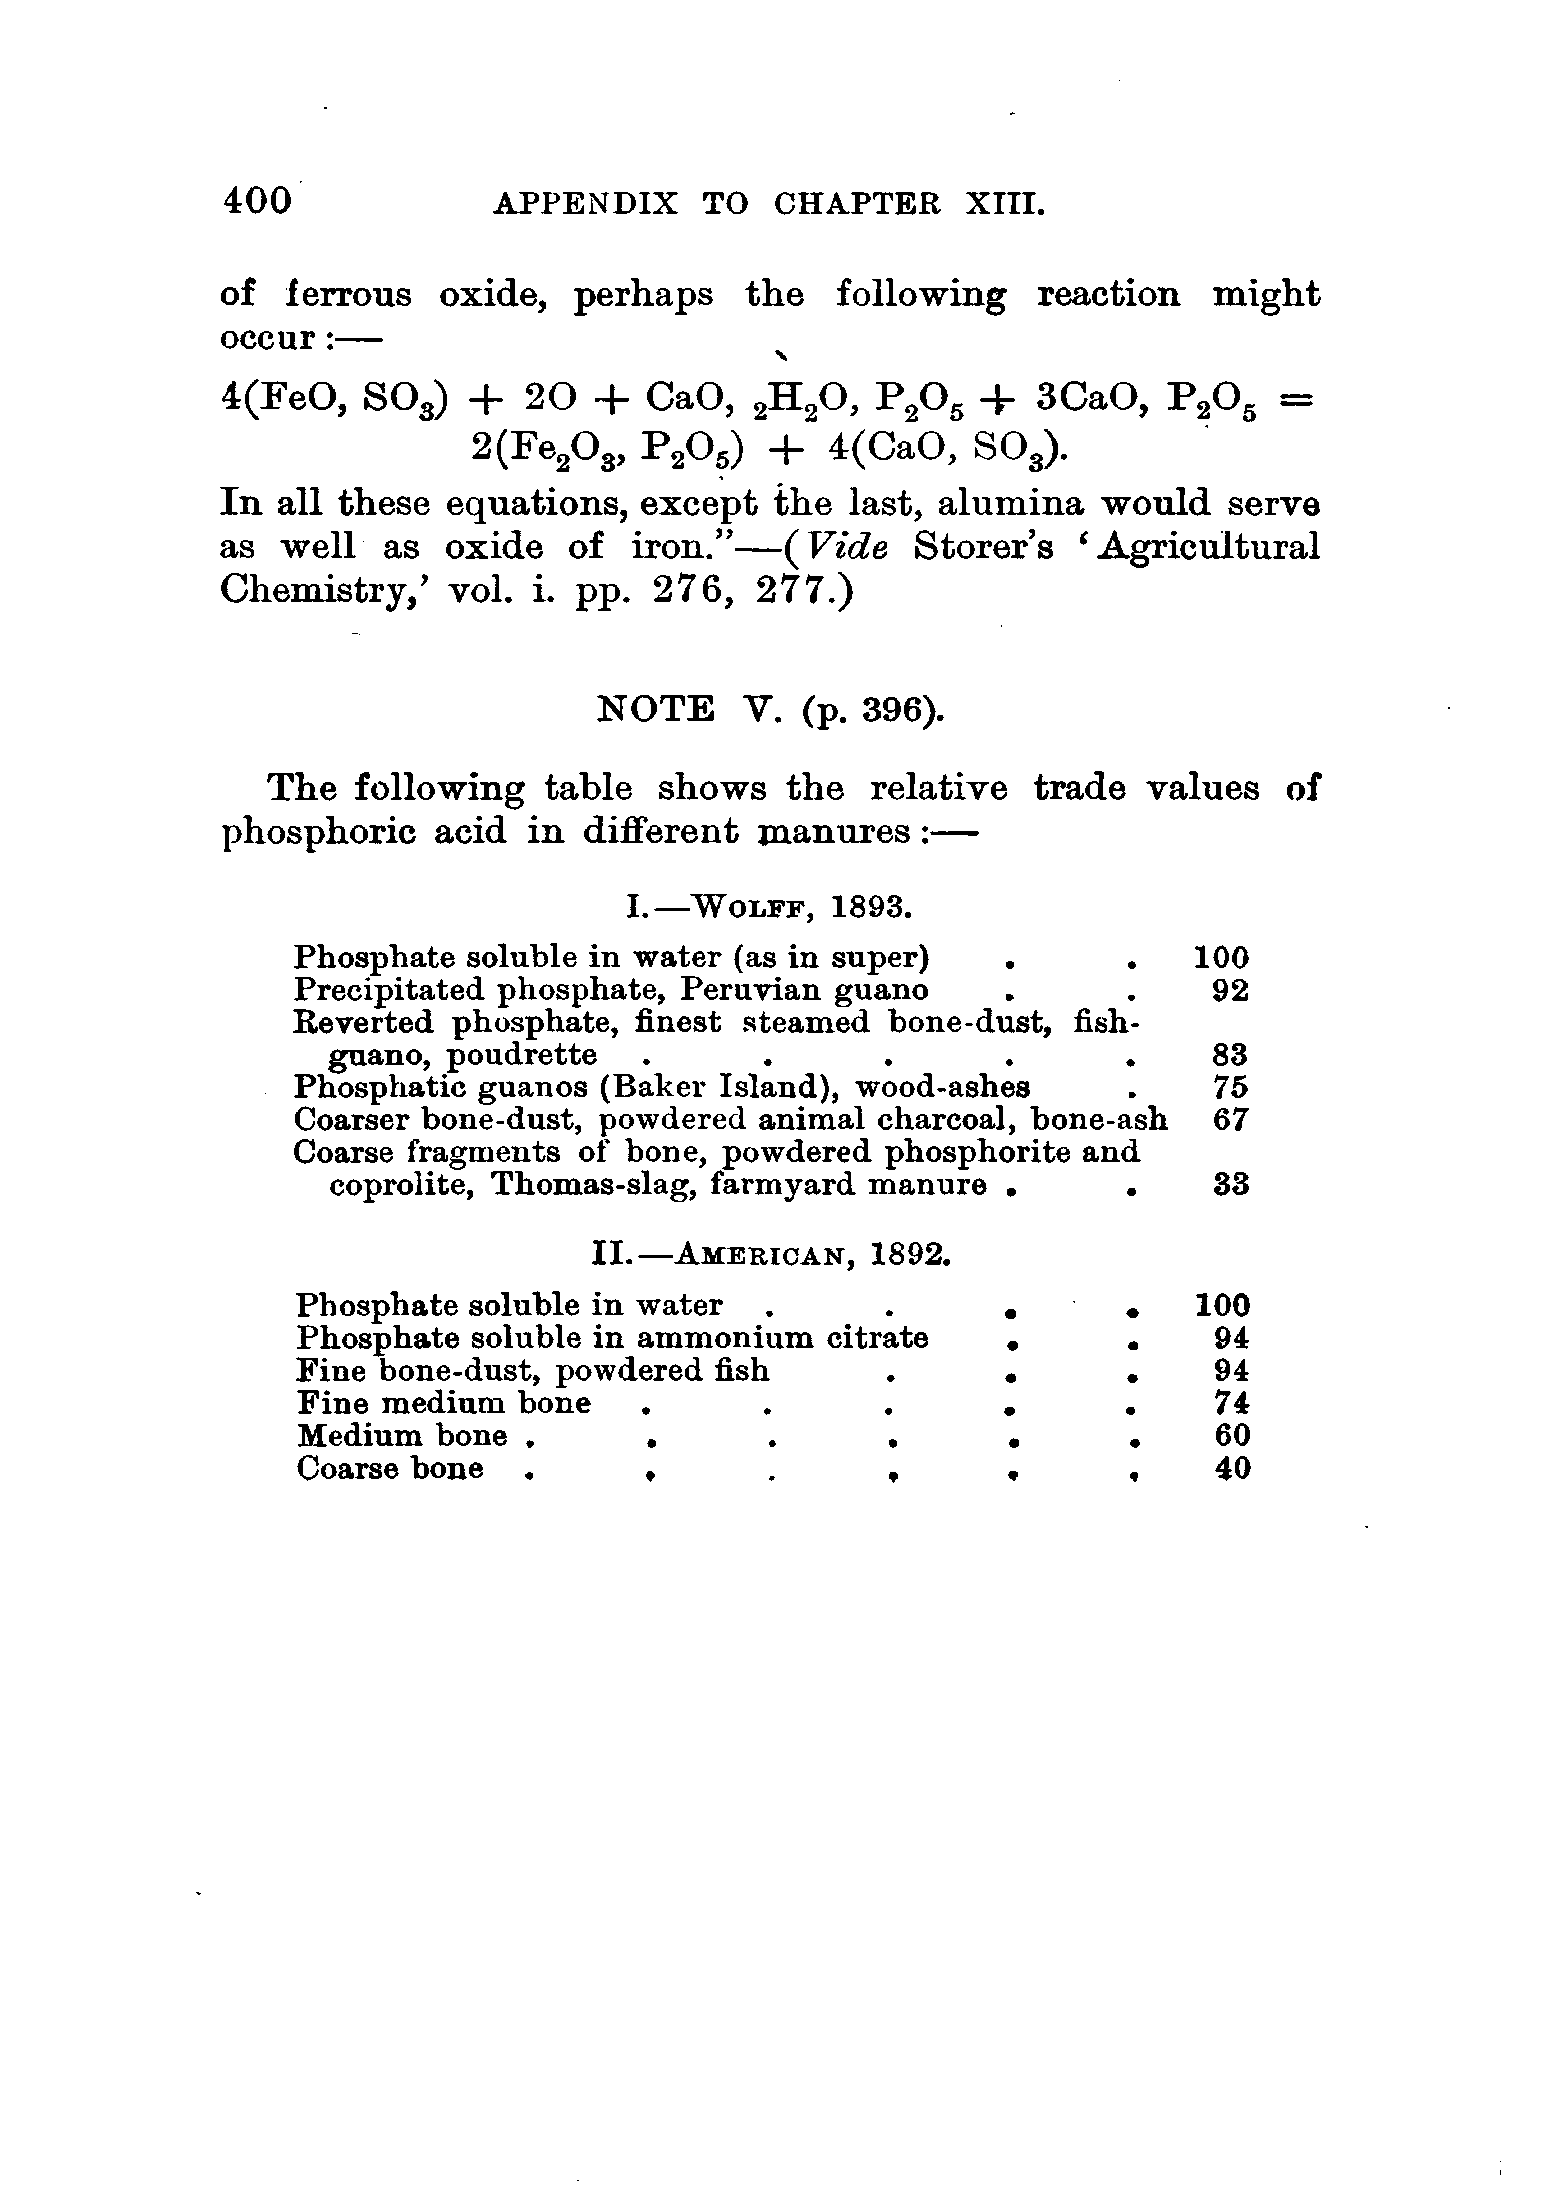 400 APPENDIX TO CHAPTER XIII.
of ferrous oxide, perhaps the following reaction might
occur :—
4(FeO, SO₃) + 2O + CaO, ₂H₂O, P₂O₅ + 3CaO, P₂O₅ =
2(Fe₂O₃, P₂O₅) + 4(CaO, SO₃).
In all these equations, except the last, alumina would serve
as well as oxide of iron.”—(Vide Storer’s ‘Agricultural
Chemistry,’ vol. i. pp. 276, 277.)
NOTE V. (p. 396).
The following table shows the relative trade values of
phosphoric acid in different manures :—
I.—WOLFF, 1893.
Phosphate soluble in water (as in super) . . 100
Precipitated phosphate, Peruvian guano . . 92
Reverted phosphate, finest steamed bone-dust, fish-
guano, poudrette . . . . . 83
Phosphatic guanos (Baker Island), wood-ashes . 75
Coarser bone-dust, powdered animal charcoal, bone-ash 67
Coarse fragments of bone, powdered phosphorite and
coprolite, Thomas-slag, farmyard manure . . 33
II.—AMERICAN, 1892.
Phosphate soluble in water . . . . 100
Phosphate soluble in ammonium citrate . . 94
Fine bone-dust, powdered fish . . . 94
Fine medium bone . . . . . 74
Medium bone . . . . . . 60
Coarse bone . . . . . . 40